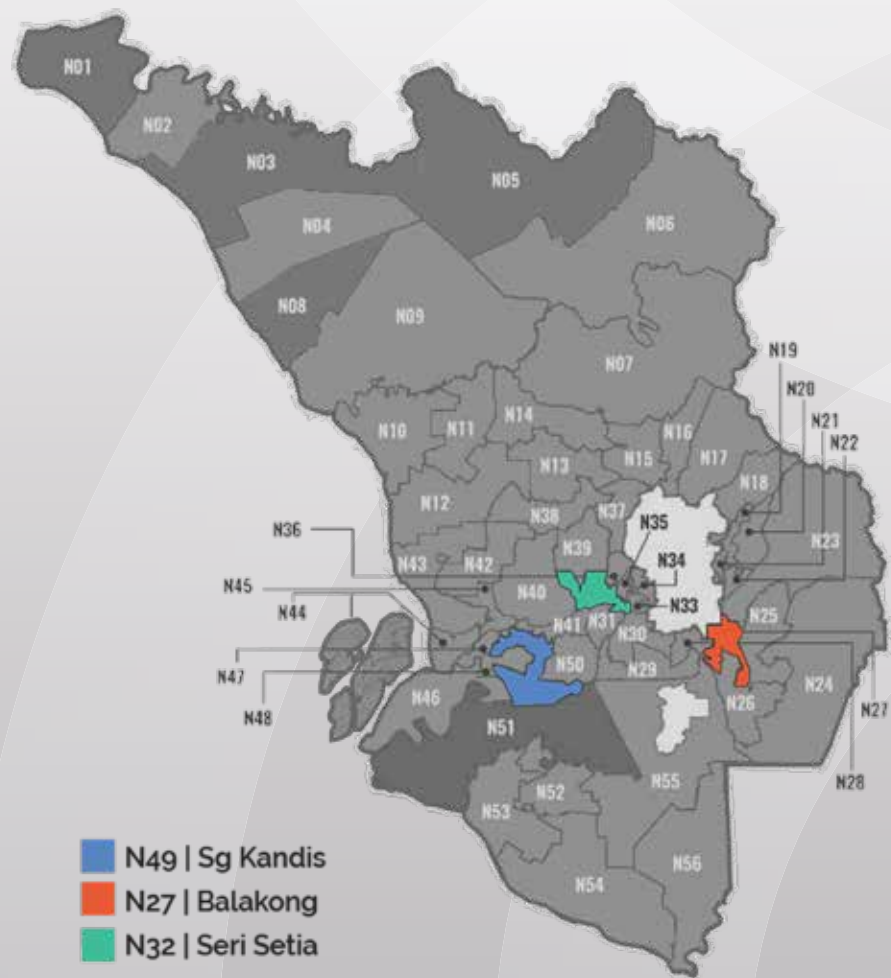 N01
N02
N03
N05
N04
N06
N08
N09
N07
N19
N20
N21
N22
N10
N11
N14
N16
N15
N17
N13
N18
N12
N38
N37
N35
N23
N36
N39
N34
N43
N42
N45
N40
N33
N44
N41
N31
N30
N25
N47
N50
N29
N24
N48
N46
N26
N27
N51
N28
N55
N52
N53
N56
N54
N49 | Sg Kandis
N27 | Balakong
N32 | Seri Setia